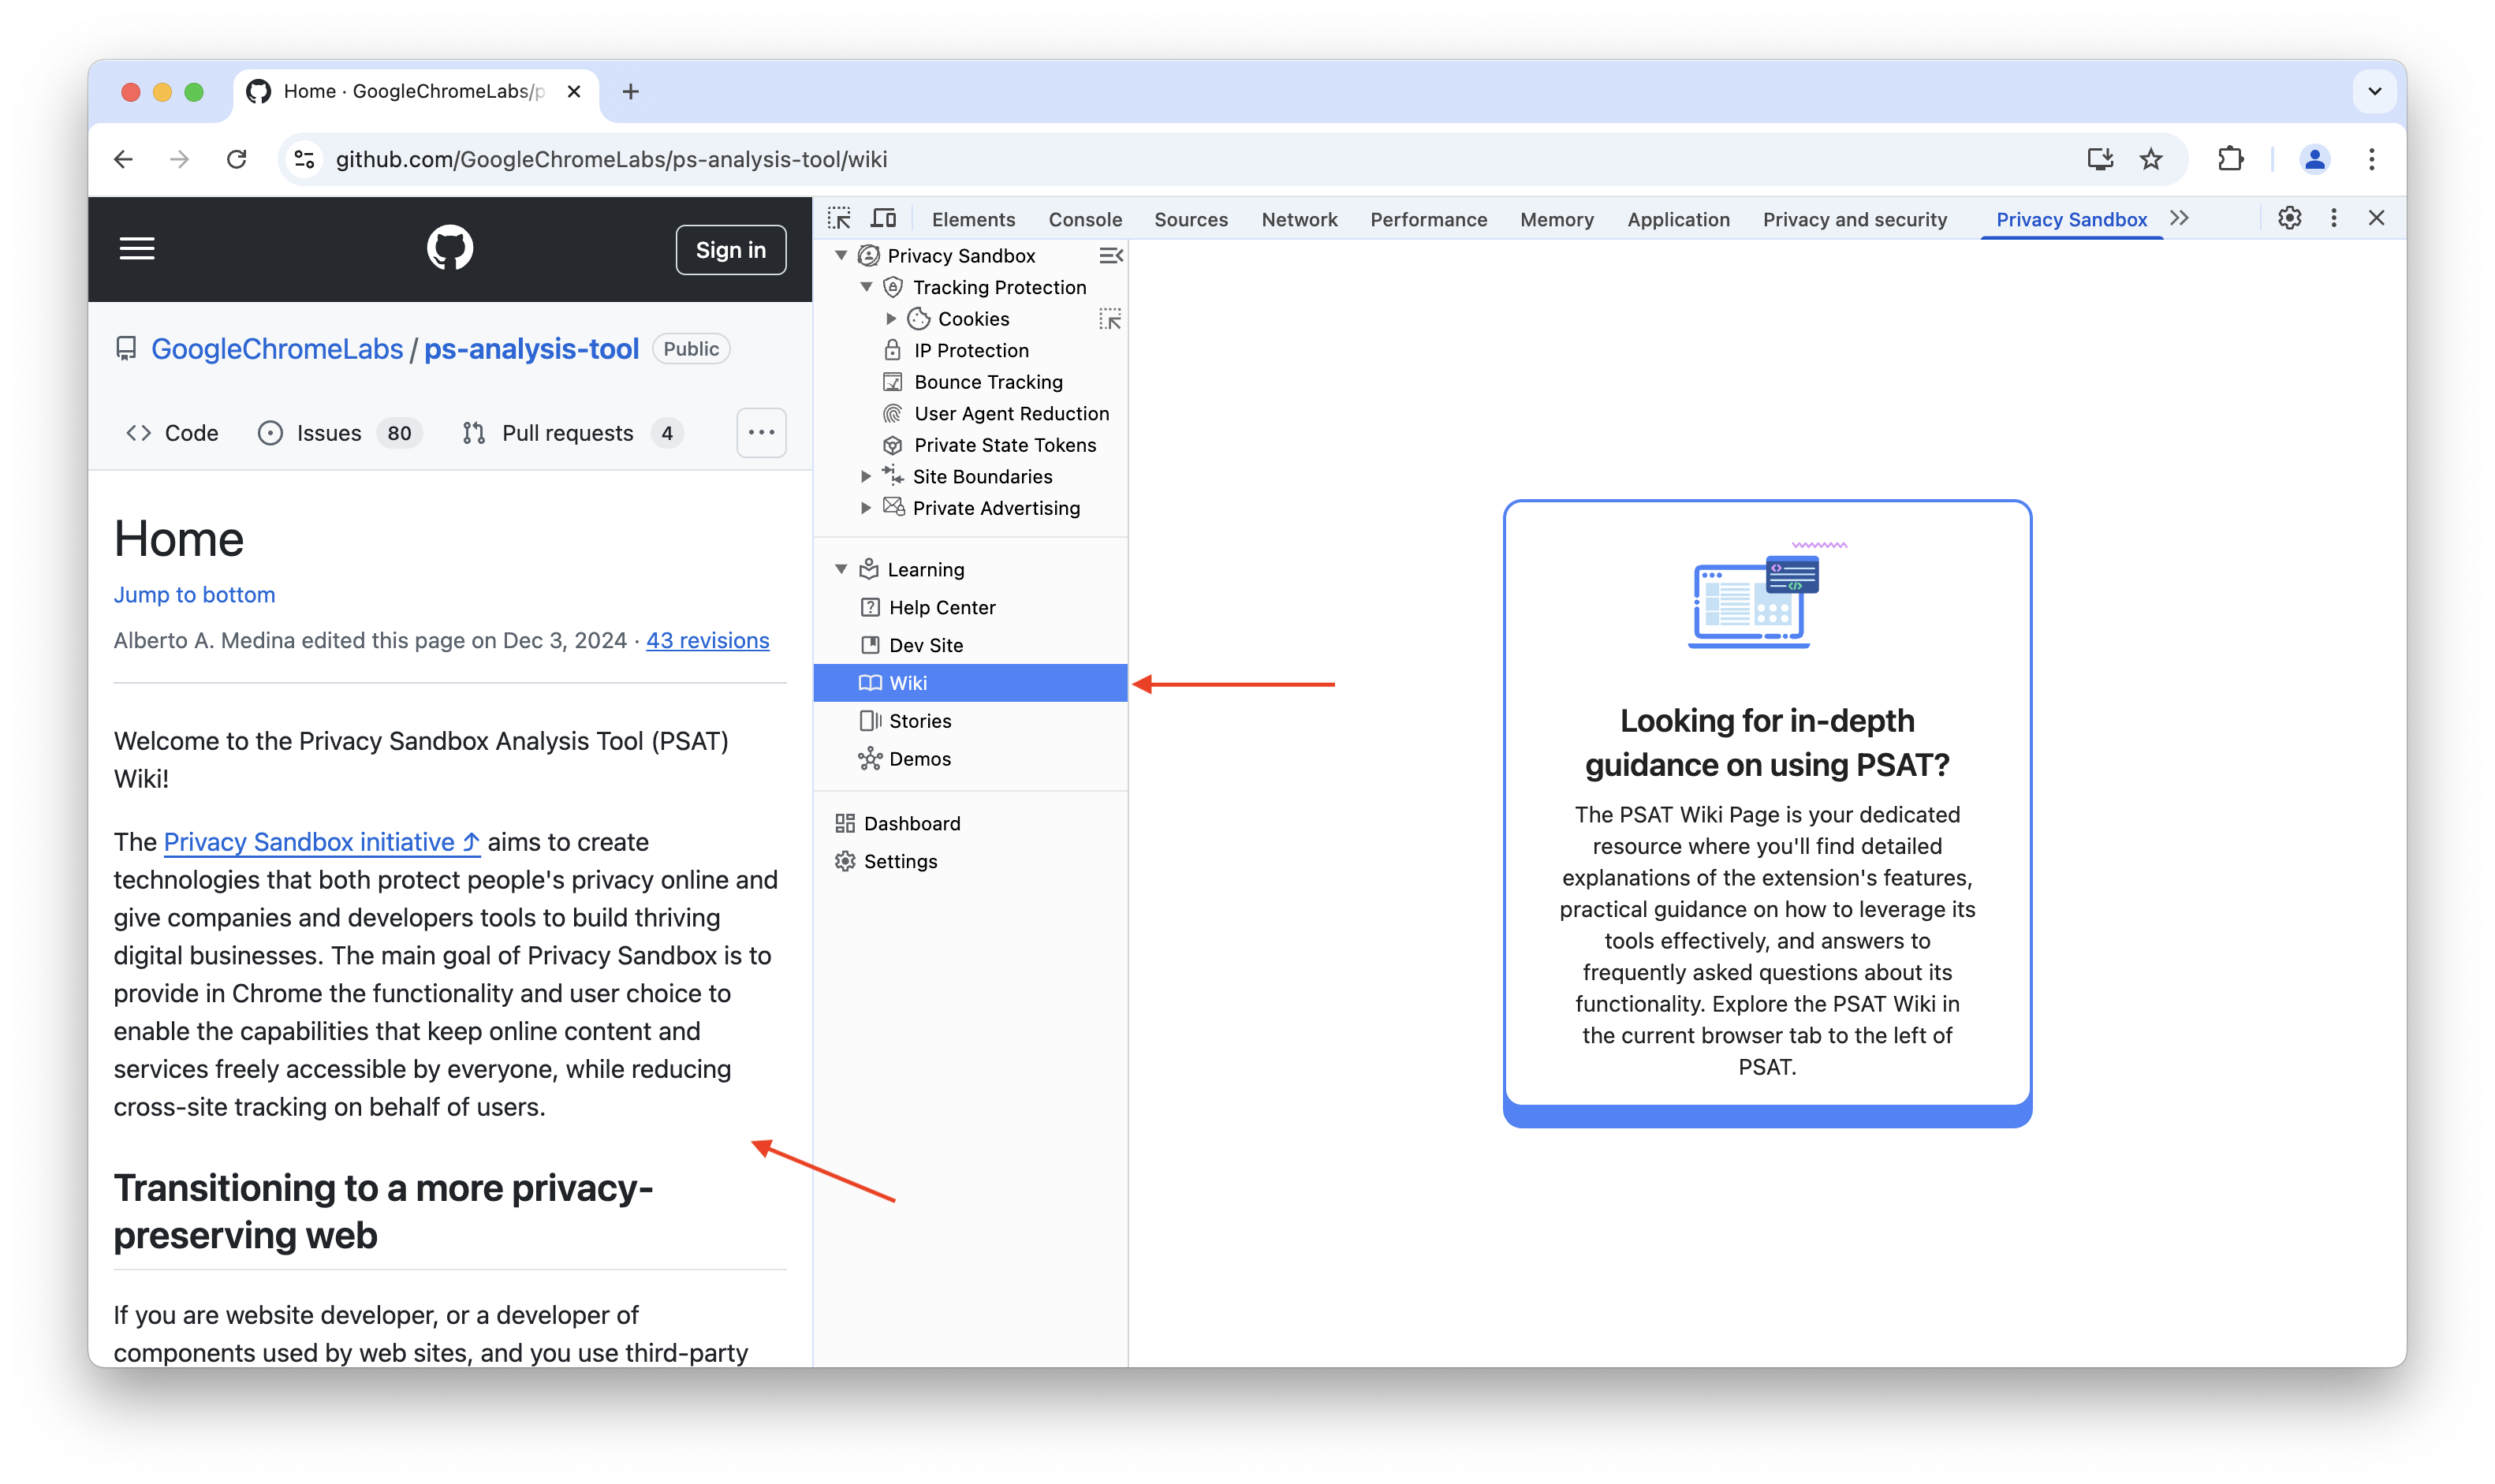 Home · GoogleChromeLabs/p
github.com/GoogleChromeLabs/ps-analysis-tool/wiki
Sign in
GoogleChromeLabs / ps-analysis-tool Public
Code Issues 80 Pull requests 4
Home
Jump to bottom
Alberto A. Medina edited this page on Dec 3, 2024 · 43 revisions
Welcome to the Privacy Sandbox Analysis Tool (PSAT)
Wiki!
The Privacy Sandbox initiative ⤴ aims to create
technologies that both protect people's privacy online and
give companies and developers tools to build thriving
digital businesses. The main goal of Privacy Sandbox is to
provide in Chrome the functionality and user choice to
enable the capabilities that keep online content and
services freely accessible by everyone, while reducing
cross-site tracking on behalf of users.
Transitioning to a more privacy-
preserving web
If you are website developer, or a developer of
components used by web sites, and you use third-party
Elements Console Sources Network Performance Memory Application Privacy and security Privacy Sandbox
Privacy Sandbox
Tracking Protection
Cookies
IP Protection
Bounce Tracking
User Agent Reduction
Private State Tokens
Site Boundaries
Private Advertising
Learning
Help Center
Dev Site
Wiki
Stories
Demos
Dashboard
Settings
Looking for in-depth
guidance on using PSAT?
The PSAT Wiki Page is your dedicated
resource where you'll find detailed
explanations of the extension's features,
practical guidance on how to leverage its
tools effectively, and answers to
frequently asked questions about its
functionality. Explore the PSAT Wiki in
the current browser tab to the left of
PSAT.